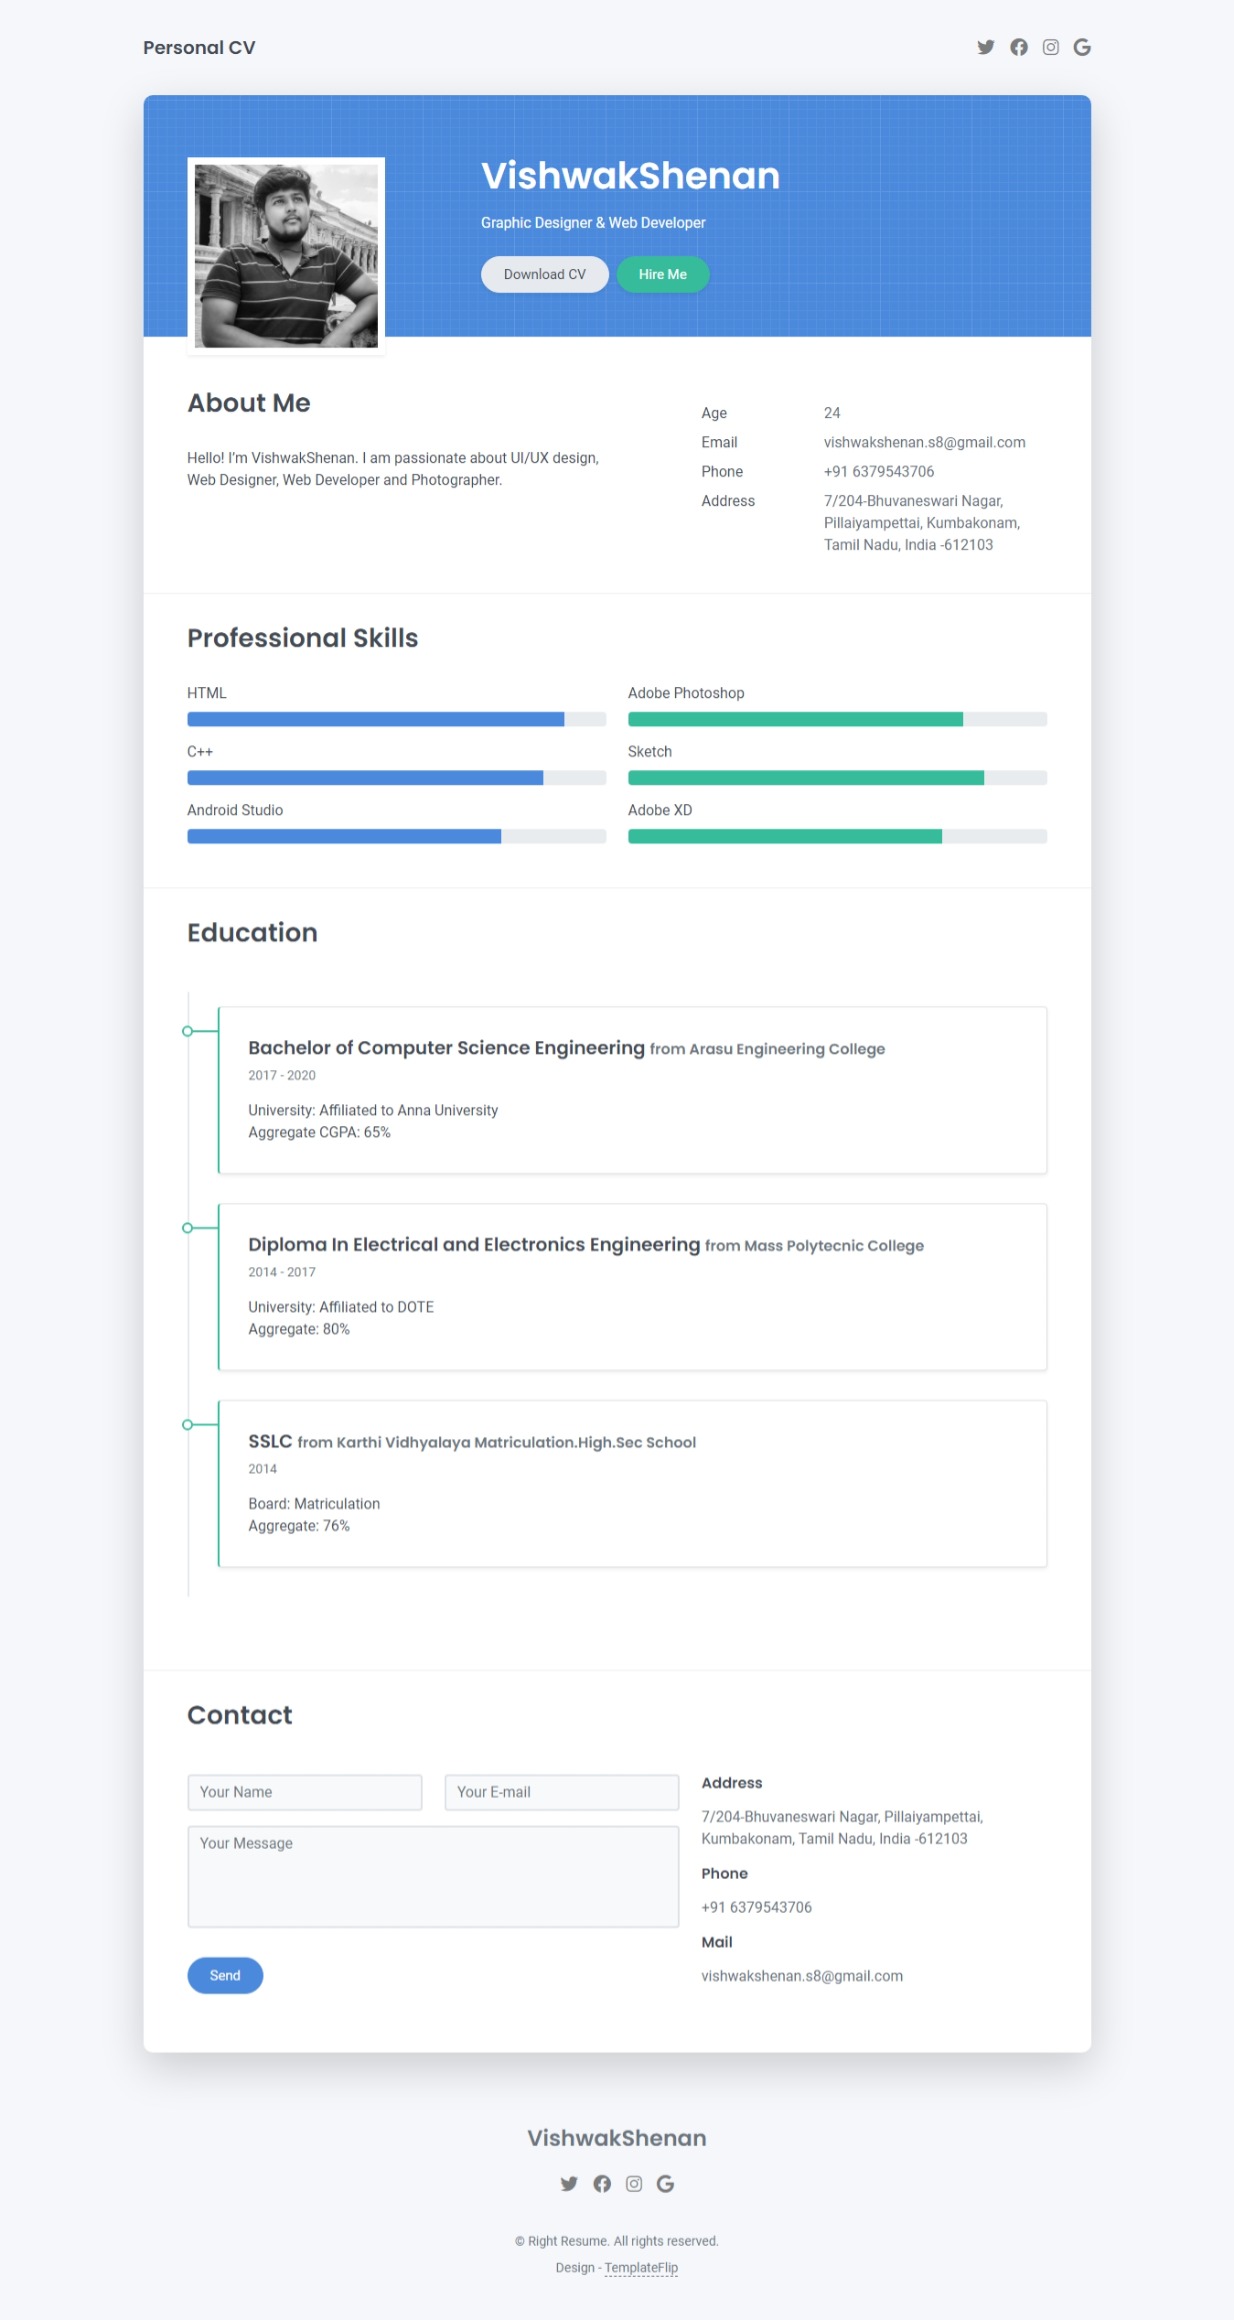 Personal CV
VishwakShenan
Graphic Designer & Web Developer
Download CV
Hire Me
About Me
Hello! I’m VishwakShenan. I am passionate about UI/UX design,
Web Designer, Web Developer and Photographer.
Age 24
Email vishwakshenan.s8@gmail.com
Phone +91 6379543706
Address 7/204-Bhuvaneswari Nagar,
Pillaiyampettai, Kumbakonam,
Tamil Nadu, India -612103
Professional Skills
HTML
Adobe Photoshop
C++
Sketch
Android Studio
Adobe XD
Education
Bachelor of Computer Science Engineering from Arasu Engineering College
2017 - 2020
University: Affiliated to Anna University
Aggregate CGPA: 65%
Diploma In Electrical and Electronics Engineering from Mass Polytecnic College
2014 - 2017
University: Affiliated to DOTE
Aggregate: 80%
SSLC from Karthi Vidhyalaya Matriculation.High.Sec School
2014
Board: Matriculation
Aggregate: 76%
Contact
Your Name
Your E-mail
Your Message
Send
Address
7/204-Bhuvaneswari Nagar, Pillaiyampettai,
Kumbakonam, Tamil Nadu, India -612103
Phone
+91 6379543706
Mail
vishwakshenan.s8@gmail.com
VishwakShenan
© Right Resume. All rights reserved.
Design - TemplateFlip